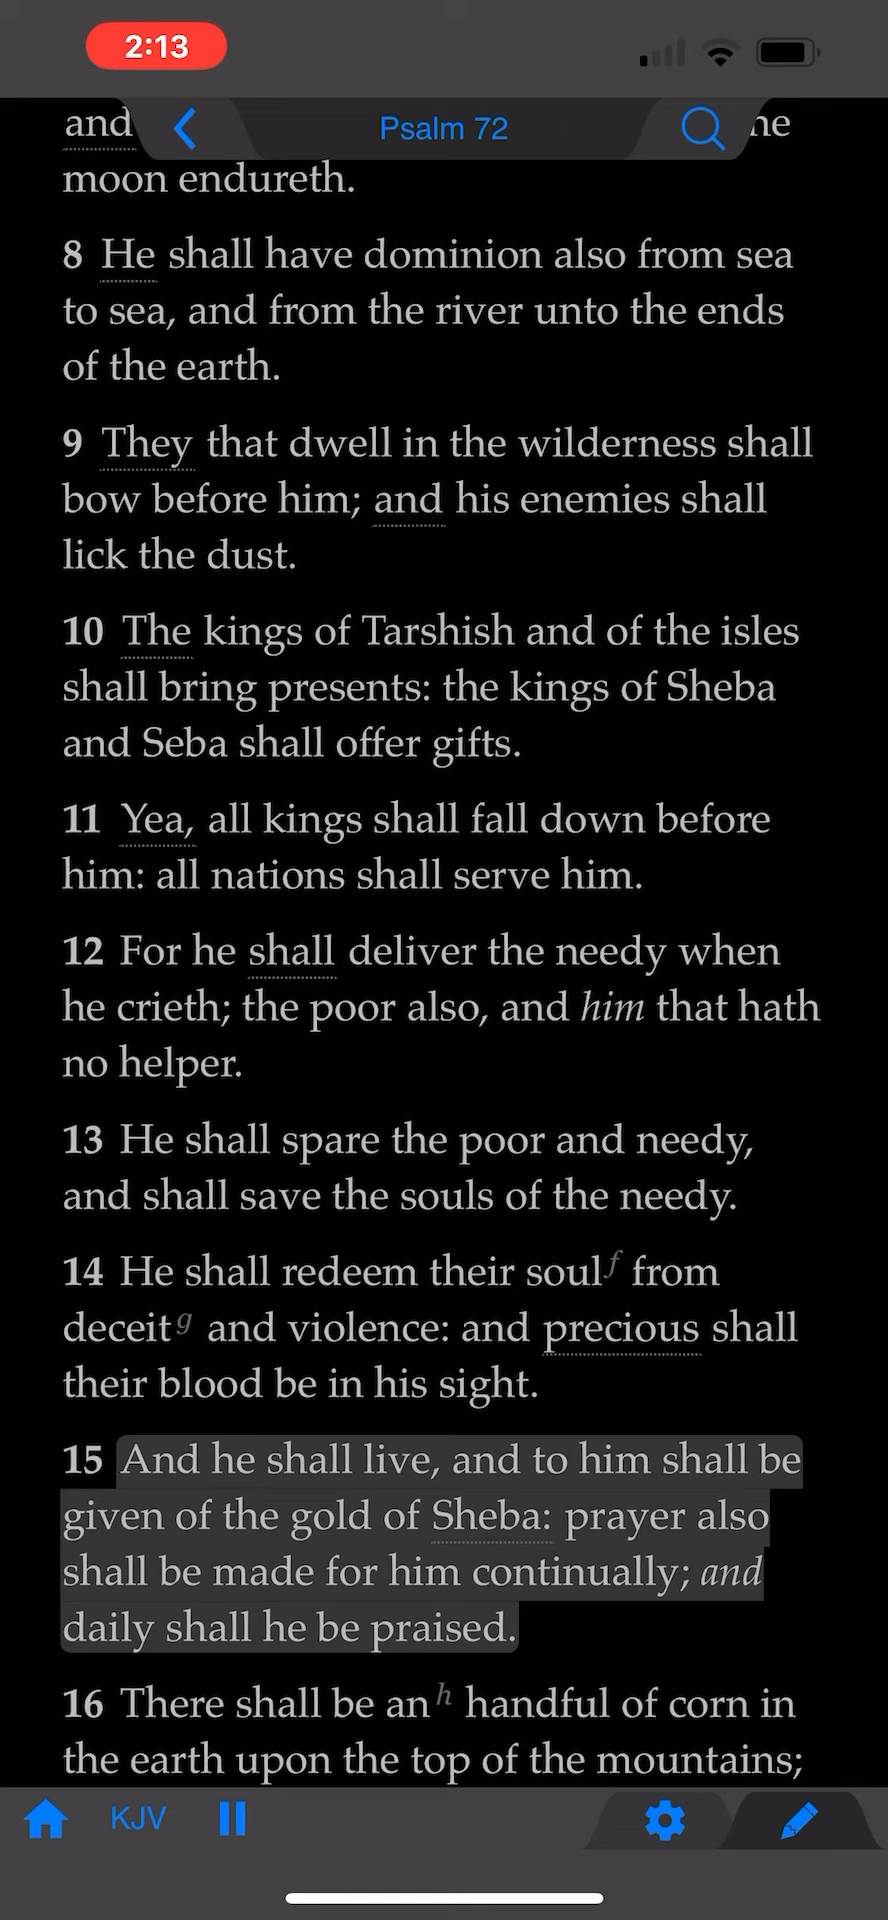 2:13
and he
Psalm 72
moon endureth.
8 He shall have dominion also from sea
to sea, and from the river unto the ends
of the earth.
9 They that dwell in the wilderness shall
bow before him; and his enemies shall
lick the dust.
10 The kings of Tarshish and of the isles
shall bring presents: the kings of Sheba
and Seba shall offer gifts.
11 Yea, all kings shall fall down before
him: all nations shall serve him.
12 For he shall deliver the needy when
he crieth; the poor also, and him that hath
no helper.
13 He shall spare the poor and needy,
and shall save the souls of the needy.
14 He shall redeem their soul f from
deceit g and violence: and precious shall
their blood be in his sight.
15 And he shall live, and to him shall be
given of the gold of Sheba: prayer also
shall be made for him continually; and
daily shall he be praised.
16 There shall be an h handful of corn in
the earth upon the top of the mountains;
KJV